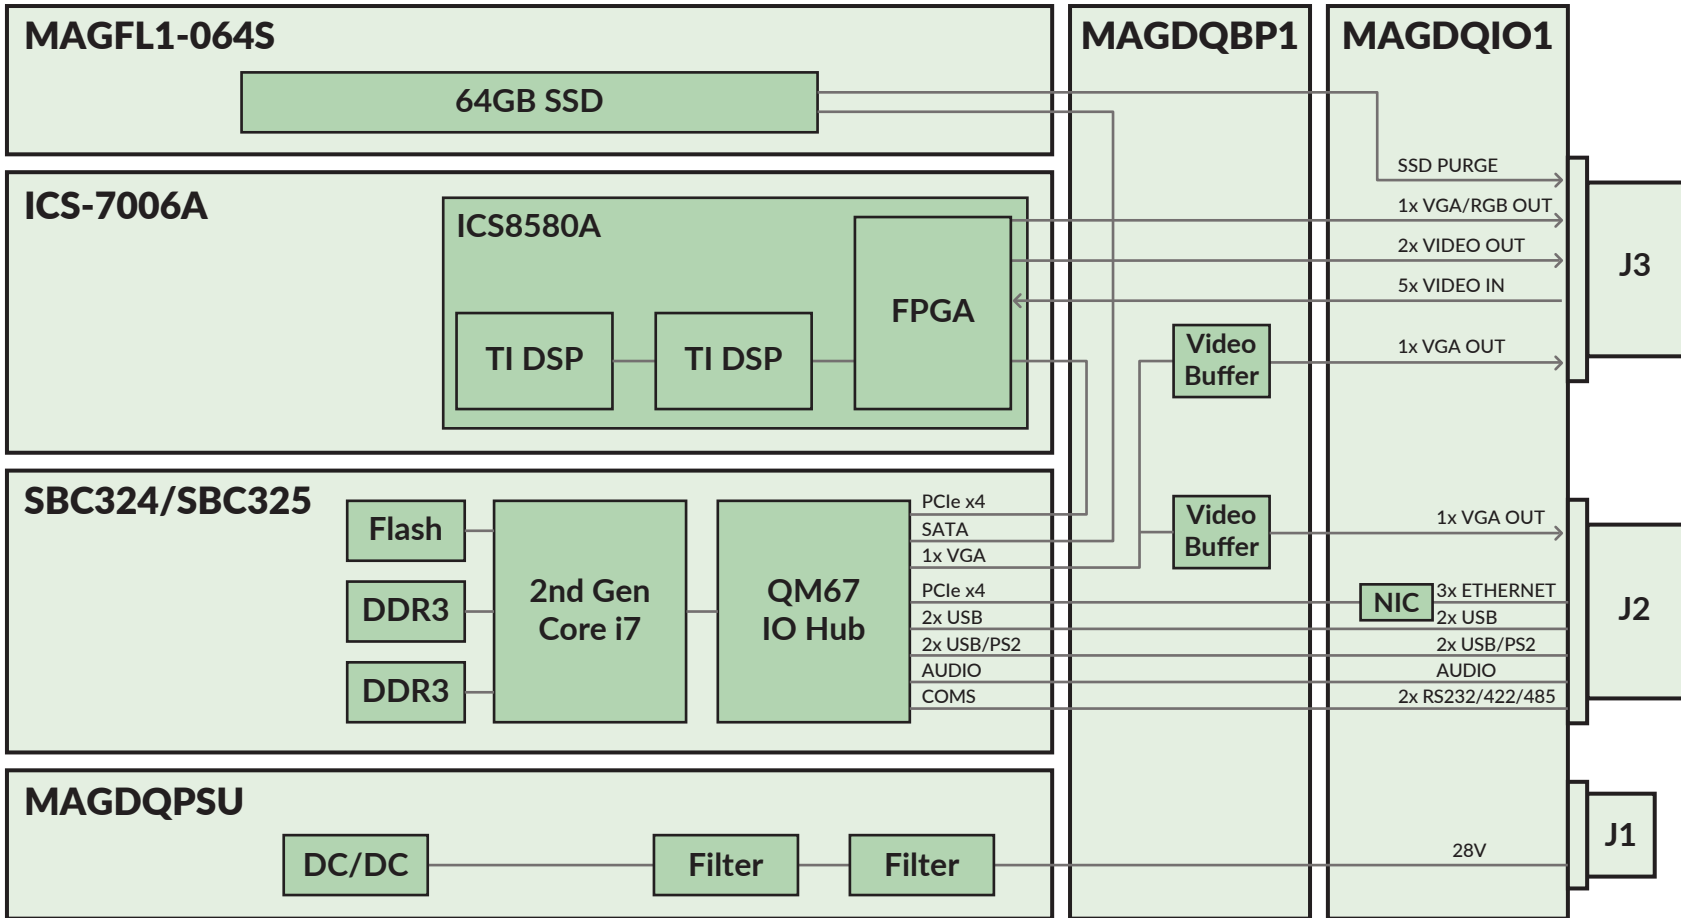 MAGFL1-064S
64GB SSD
MAGDQBP1
MAGDQIO1
SSD PURGE
1x VGA/RGB OUT
2x VIDEO OUT
5x VIDEO IN
1x VGA OUT
J3
ICS-7006A
ICS8580A
TI DSP
TI DSP
FPGA
Video
Buffer
SBC324/SBC325
Flash
DDR3
DDR3
2nd Gen
Core i7
QM67
IO Hub
PCIe x4
SATA
1x VGA
PCIe x4
2x USB
2x USB/PS2
AUDIO
COMS
Video
Buffer
1x VGA OUT
NIC
3x ETHERNET
2x USB
2x USB/PS2
AUDIO
2x RS232/422/485
J2
MAGDQPSU
DC/DC
Filter
Filter
28V
J1